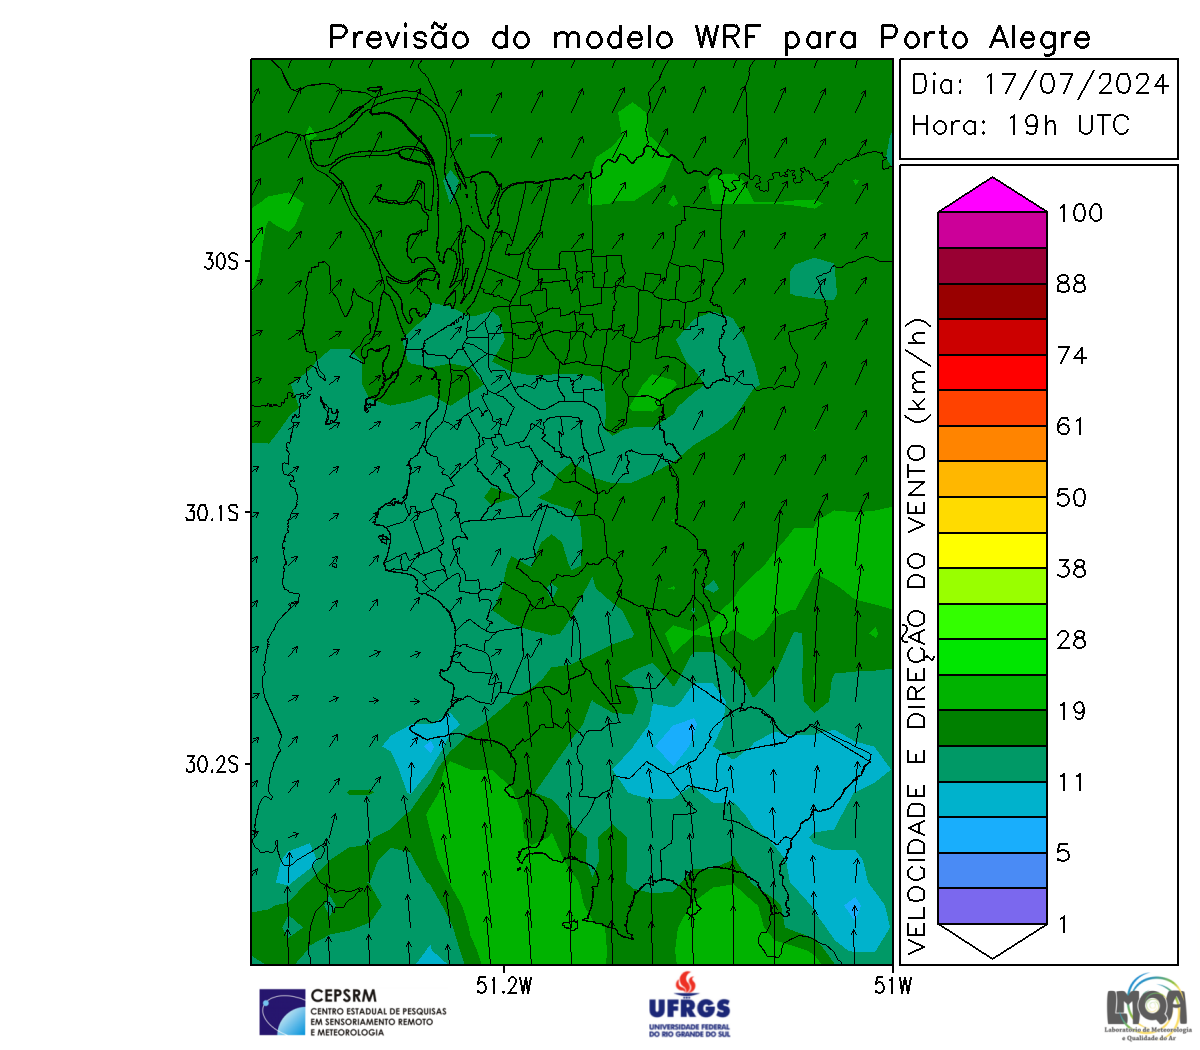 Previsão do modelo WRF para Porto Alegre
Dia: 17/07/2024
Hora: 19h UTC
30S
30.1S
30.2S
51.2W
51W
VELOCIDADE E DIREÇÃO DO VENTO (km/h)
100
88
74
61
50
38
28
19
11
5
1
CEPSRM
CENTRO ESTADUAL DE PESQUISAS
EM SENSORIAMENTO REMOTO
E METEOROLOGIA
UFRGS
UNIVERSIDADE FEDERAL
DO RIO GRANDE DO SUL
LMQA
Laboratório de Meteorologia
e Qualidade do Ar